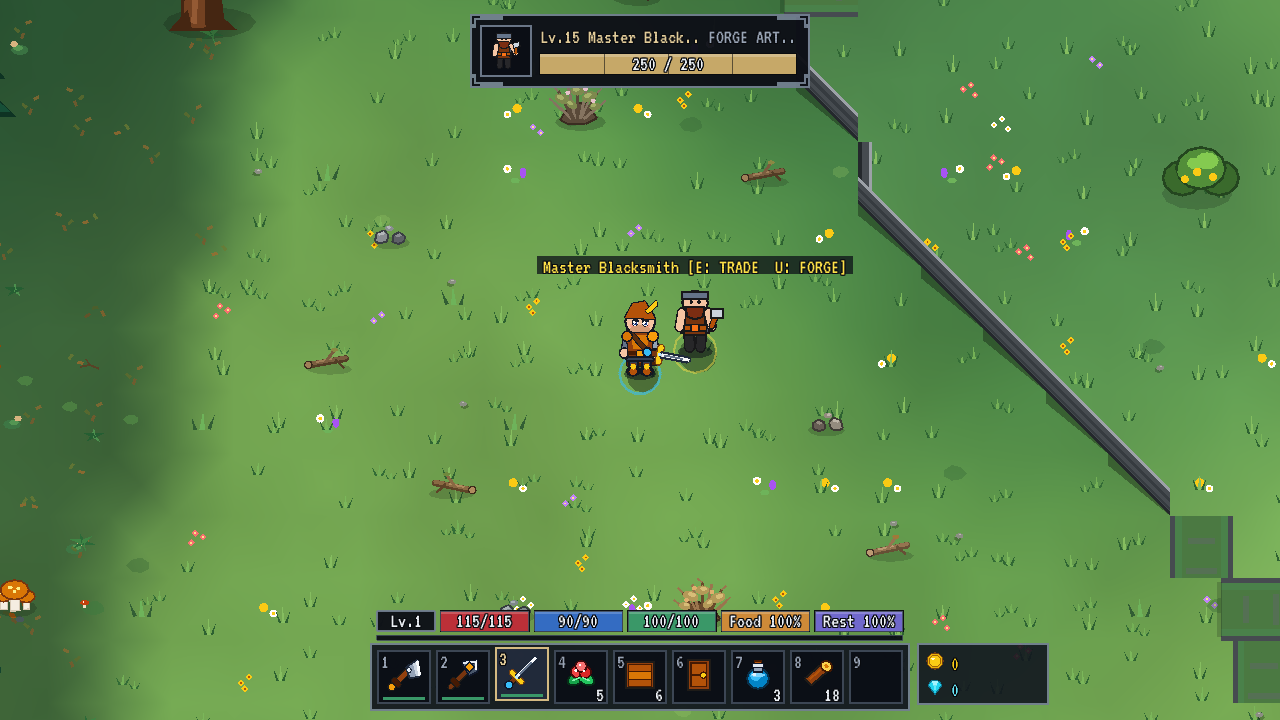 Lv.15 Master Black.. FORGE ART..
250 / 250
Master Blacksmith [E: TRADE U: FORGE]
Lv.1 115/115 90/90 100/100 Food 100% Rest 100%
1 2 3 4 5 6 7 8 9
5 6 3 18
0
0